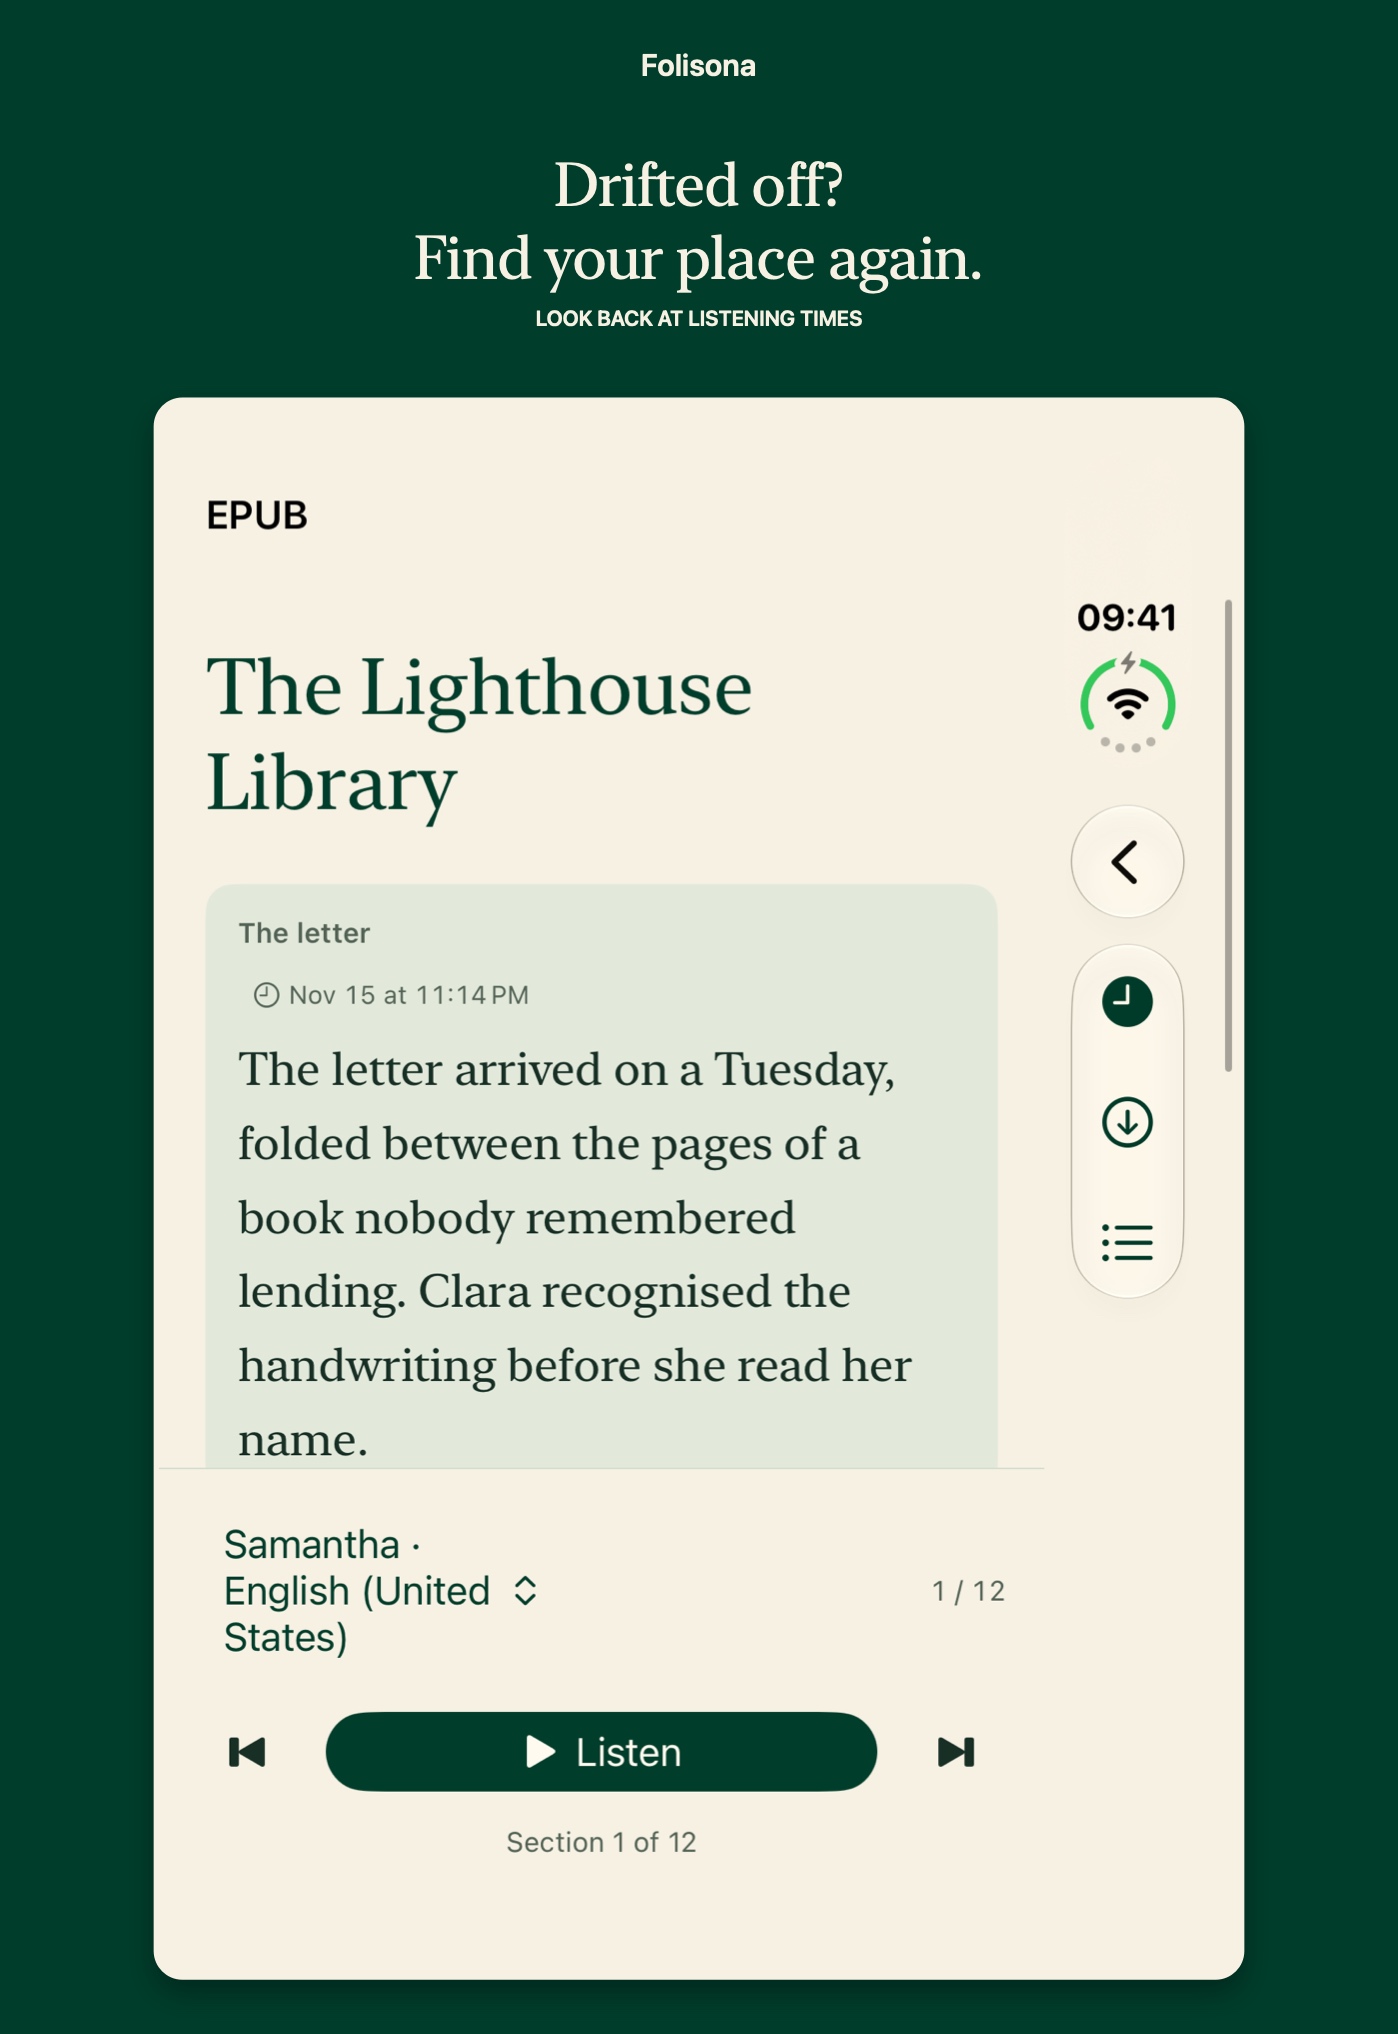 Folisona
Drifted off?
Find your place again.
LOOK BACK AT LISTENING TIMES
EPUB
09:41
The Lighthouse
Library
The letter
Nov 15 at 11:14 PM
The letter arrived on a Tuesday,
folded between the pages of a
book nobody remembered
lending. Clara recognised the
handwriting before she read her
name.
Samantha ·
English (United
States)
1 / 12
Listen
Section 1 of 12